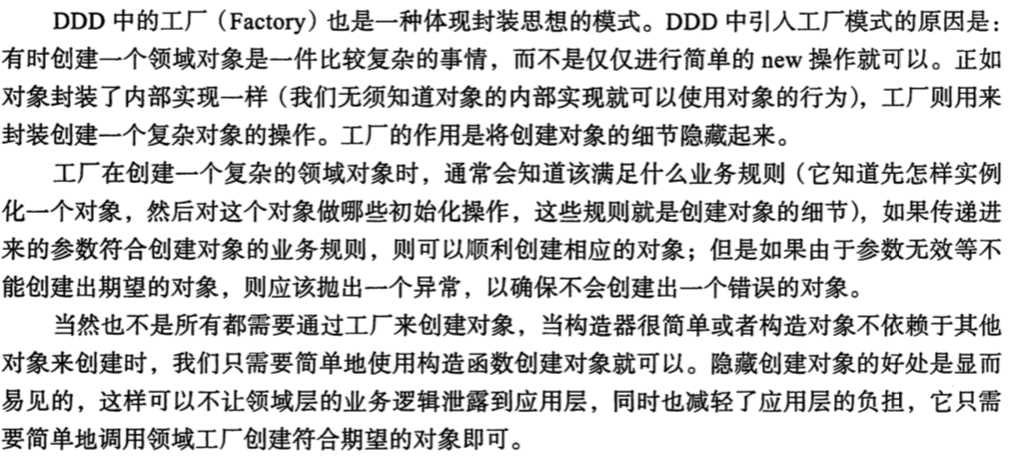 DDD 中的工厂（Factory）也是一种体现封装思想的模式。DDD 中引入工厂模式的原因是：
有时创建一个领域对象是一件比较复杂的事情，而不是仅仅进行简单的 new 操作就可以。正如
对象封装了内部实现一样（我们无须知道对象的内部实现就可以使用对象的行为），工厂则用来
封装创建一个复杂对象的操作。工厂的作用是将创建对象的细节隐藏起来。
工厂在创建一个复杂的领域对象时，通常会知道该满足什么业务规则（它知道先怎样实例
化一个对象，然后对这个对象做哪些初始化操作，这些规则就是创建对象的细节），如果传递进
来的参数符合创建对象的业务规则，则可以顺利创建相应的对象；但是如果由于参数无效等不
能创建出期望的对象，则应该抛出一个异常，以确保不会创建出一个错误的对象。
当然也不是所有都需要通过工厂来创建对象，当构造器很简单或者构造对象不依赖于其他
对象来创建时，我们只需要简单地使用构造函数创建对象就可以。隐藏创建对象的好处是显而
易见的，这样可以不让领域层的业务逻辑泄露到应用层，同时也减轻了应用层的负担，它只需
要简单地调用领域工厂创建符合期望的对象即可。